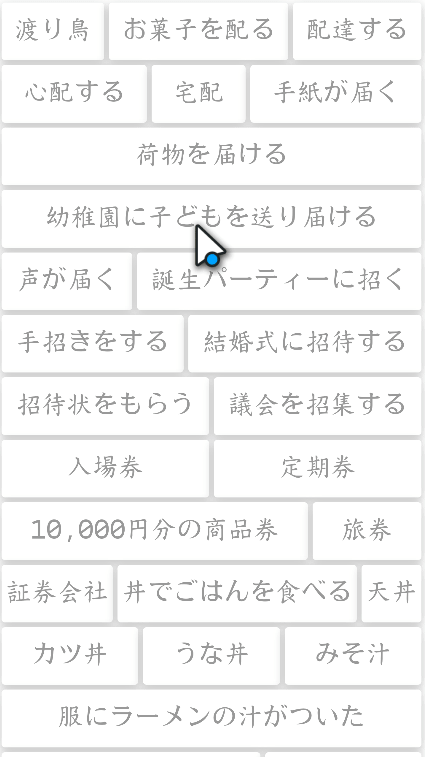 渡り鳥 お菓子を配る 配達する
心配する 宅配 手紙が届く
荷物を届ける
幼稚園に子どもを送り届ける
声が届く 誕生パーティーに招く
手招きをする 結婚式に招待する
招待状をもらう 議会を招集する
入場券 定期券
10,000円分の商品券 旅券
証券会社 丼でごはんを食べる 天丼
カツ丼 うな丼 みそ汁
服にラーメンの汁がついた